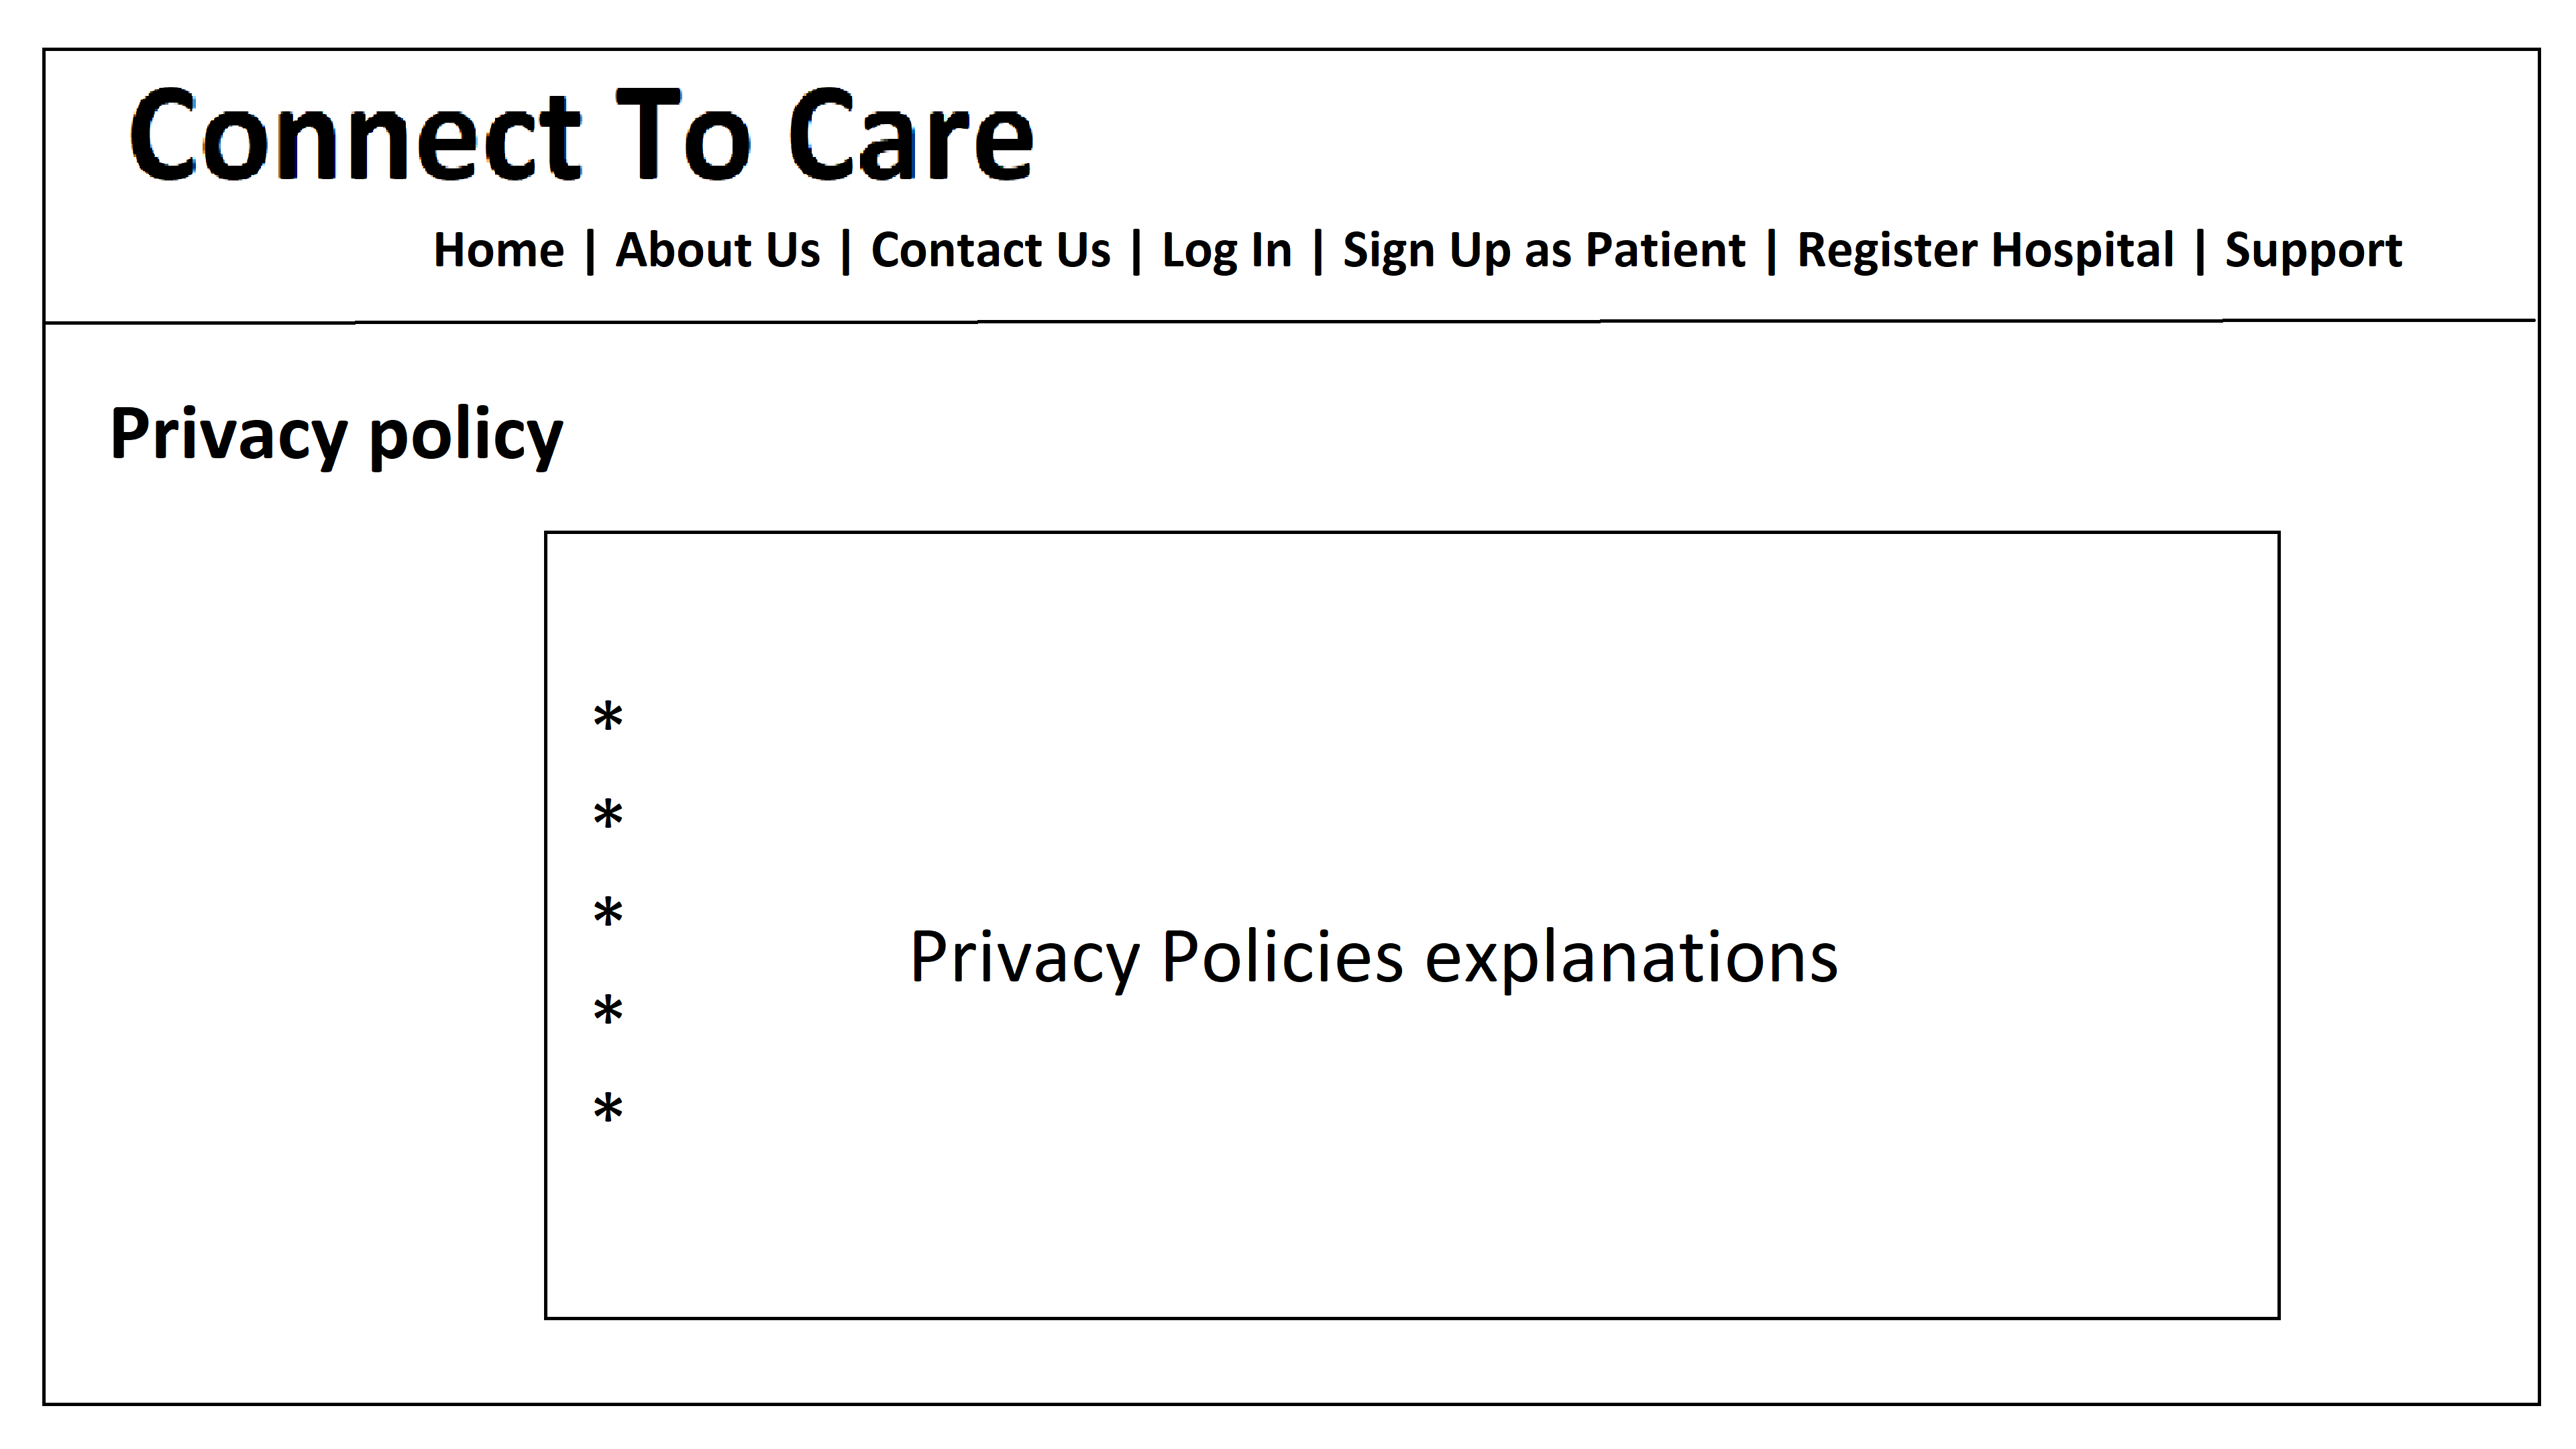 Connect To Care
Home | About Us | Contact Us | Log In | Sign Up as Patient | Register Hospital | Support
Privacy policy
*
*
*
Privacy Policies explanations
*
*